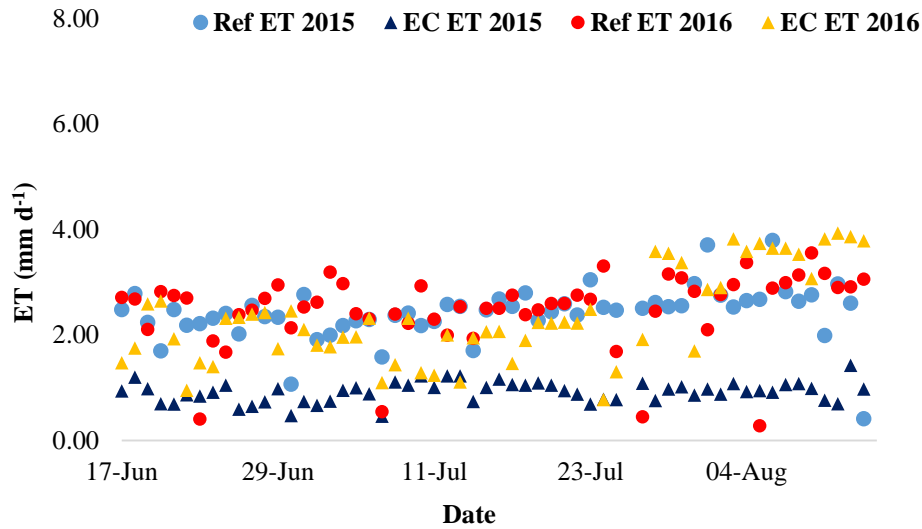 8.00
Ref ET 2015 EC ET 2015 Ref ET 2016 EC ET 2016
6.00
4.00
2.00
0.00
ET (mm d⁻¹)
17-Jun 29-Jun 11-Jul 23-Jul 04-Aug
Date